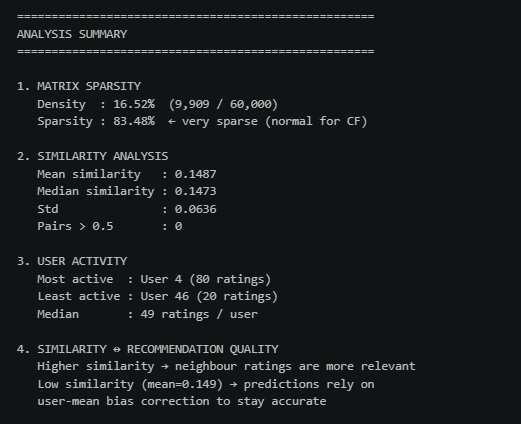 ====================================================
ANALYSIS SUMMARY
====================================================
1. MATRIX SPARSITY
Density : 16.52% (9,909 / 60,000)
Sparsity : 83.48% ← very sparse (normal for CF)
2. SIMILARITY ANALYSIS
Mean similarity : 0.1487
Median similarity : 0.1473
Std : 0.0636
Pairs > 0.5 : 0
3. USER ACTIVITY
Most active : User 4 (80 ratings)
Least active : User 46 (20 ratings)
Median : 49 ratings / user
4. SIMILARITY ↔ RECOMMENDATION QUALITY
Higher similarity → neighbour ratings are more relevant
Low similarity (mean=0.149) → predictions rely on
user-mean bias correction to stay accurate